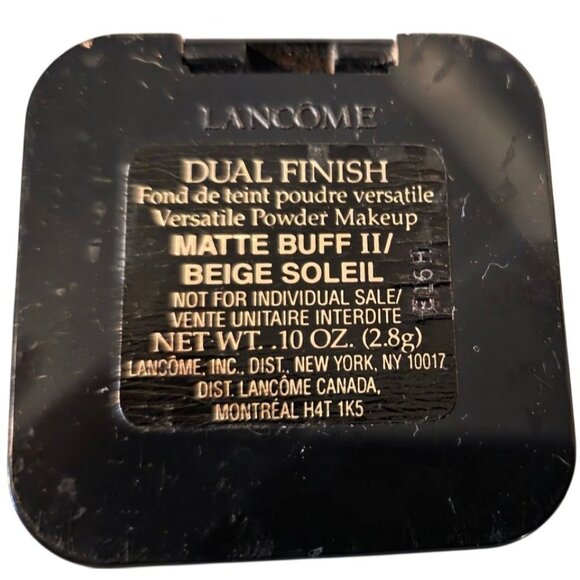 LANCÔME
DUAL FINISH
Fond de teint poudre versatile
Versatile Powder Makeup
MATTE BUFF II/
BEIGE SOLEIL
NOT FOR INDIVIDUAL SALE/
VENTE UNITAIRE INTERDITE
NET WT. .10 OZ. (2.8g)
LANCÔME, INC., DIST., NEW YORK, NY 10017
DIST. LANCÔME CANADA,
MONTRÉAL H4T 1K5